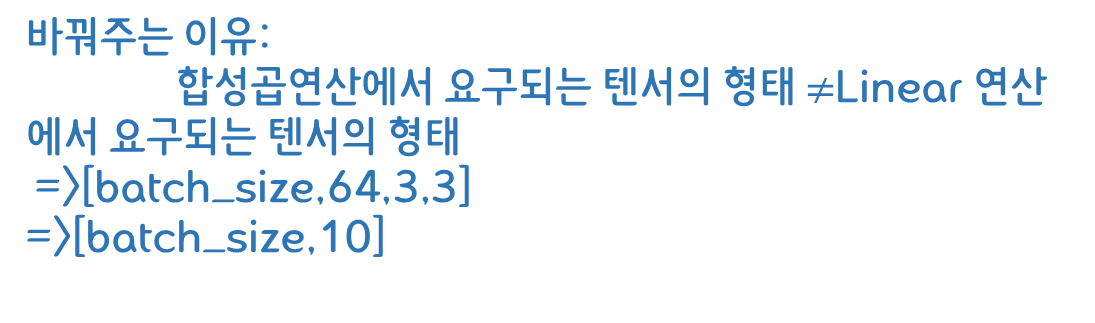 바꿔주는 이유:
합성곱연산에서 요구되는 텐서의 형태 ≠Linear 연산
에서 요구되는 텐서의 형태
=>[batch_size,64,3,3]
=>[batch_size,10]